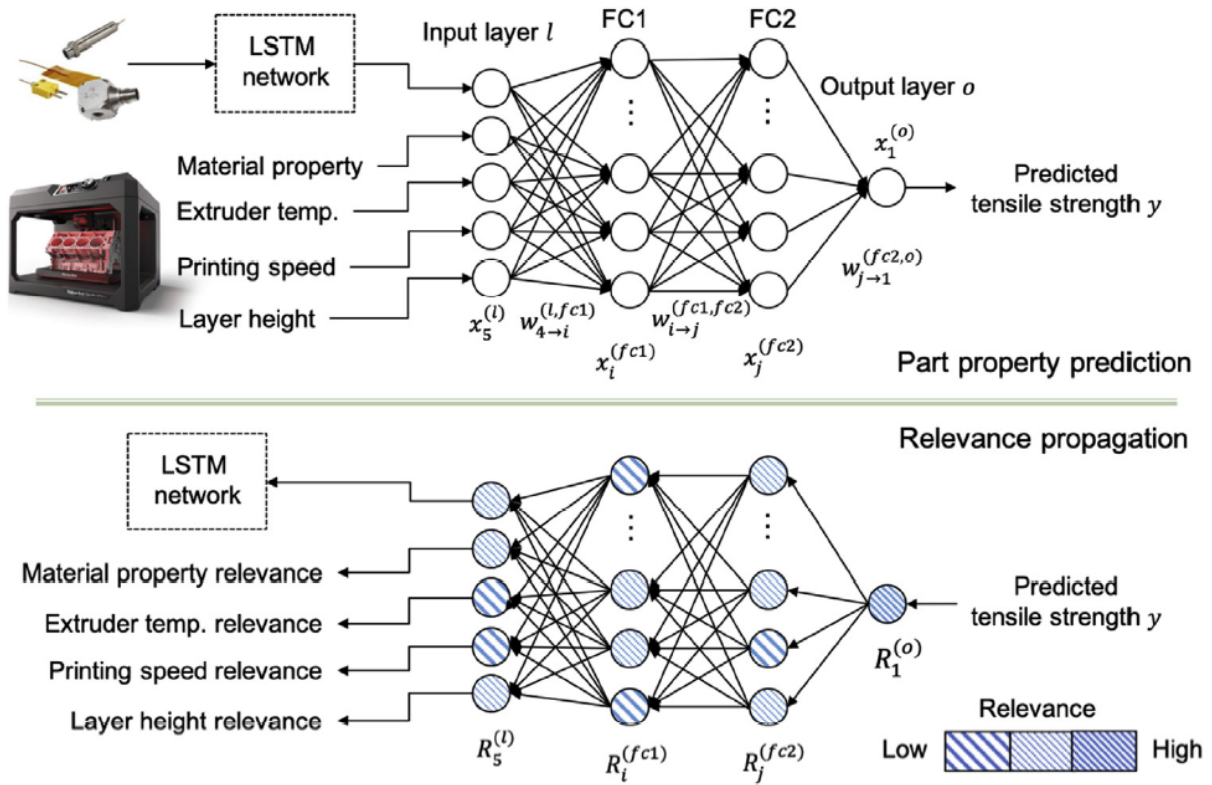 LSTM
network
Input layer l
FC1
FC2
Output layer o
Material property
Extruder temp.
Printing speed
Layer height
x_5^{(l)}
w_{4→i}^{(l,fc1)}
x_i^{(fc1)}
w_{i→j}^{(fc1,fc2)}
x_j^{(fc2)}
w_{j→1}^{(fc2,o)}
x_1^{(o)}
Predicted
tensile strength y
Part property prediction
Relevance propagation
LSTM
network
Material property relevance
Extruder temp. relevance
Printing speed relevance
Layer height relevance
R_5^{(l)}
R_i^{(fc1)}
R_j^{(fc2)}
R_1^{(o)}
Predicted
tensile strength y
Relevance
Low
High